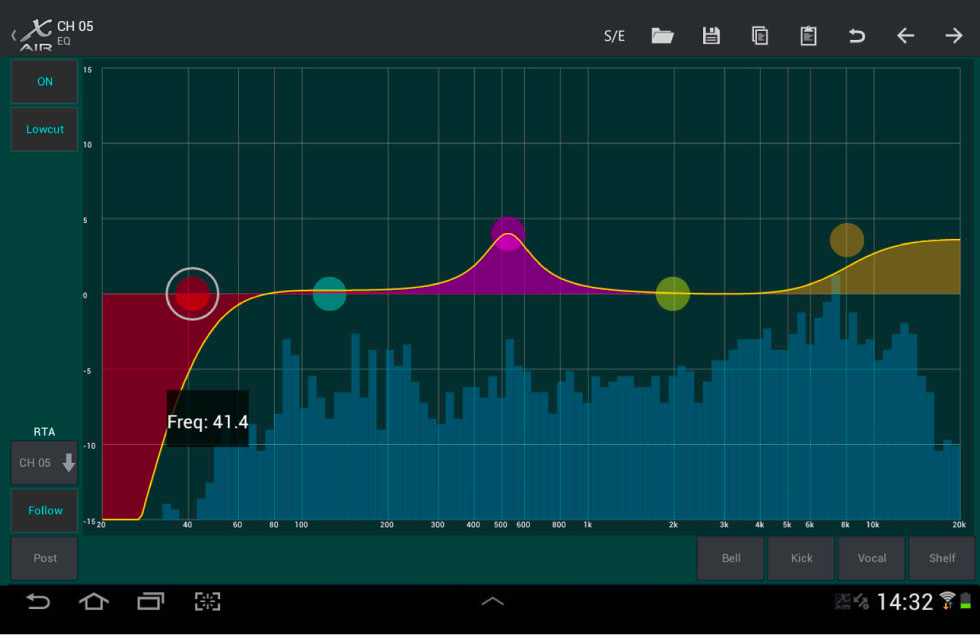 X AIR
CH 05
EQ
S/E
ON
Lowcut
RTA
CH 05
Follow
Post
15
10
5
0
-5
-10
-15
Freq: 41.4
20 40 60 80 100 200 300 400 500 600 800 1k 2k 3k 4k 5k 6k 8k 10k 20k
Bell Kick Vocal Shelf
X AIR 14:32